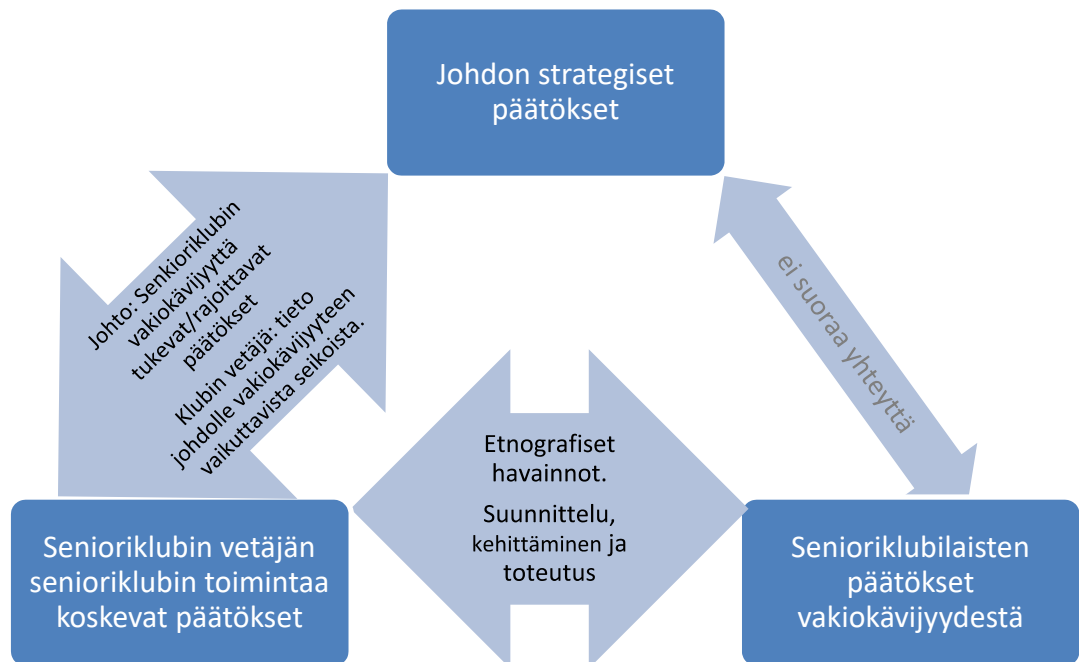 Johdon strategiset
päätökset
Johto: Senkioriklubin
vakiokävijyyttä
tukevat/rajoittavat
päätökset
Klubin vetäjä: tieto
johdolle vakiokävijyyteen
vaikuttavista seikoista.
ei suoraa yhteyttä
Etnografiset
havainnot.
Suunnittelu,
kehittäminen ja
toteutus
Senioriklubin vetäjän
senioriklubin toimintaa
koskevat päätökset
Senioriklubilaisten
päätökset
vakiokävijyydestä